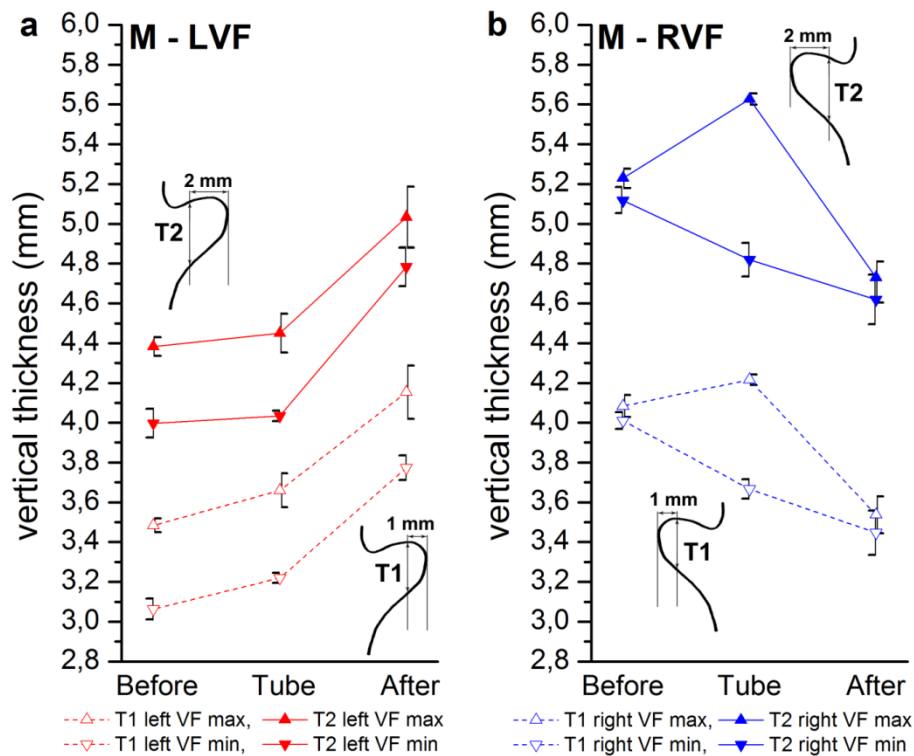 a M - LVF
vertical thickness (mm)
6,0
5,8
5,6
5,4
5,2
5,0
4,8
4,6
4,4
4,2
4,0
3,8
3,6
3,4
3,2
3,0
2,8
2 mm
T2
1 mm
T1
Before Tube After
T1 left VF max, T2 left VF max
T1 left VF min, T2 left VF min
b M - RVF
vertical thickness (mm)
6,0
5,8
5,6
5,4
5,2
5,0
4,8
4,6
4,4
4,2
4,0
3,8
3,6
3,4
3,2
3,0
2,8
2 mm
T2
1 mm
T1
Before Tube After
T1 right VF max, T2 right VF max
T1 right VF min, T2 right VF min